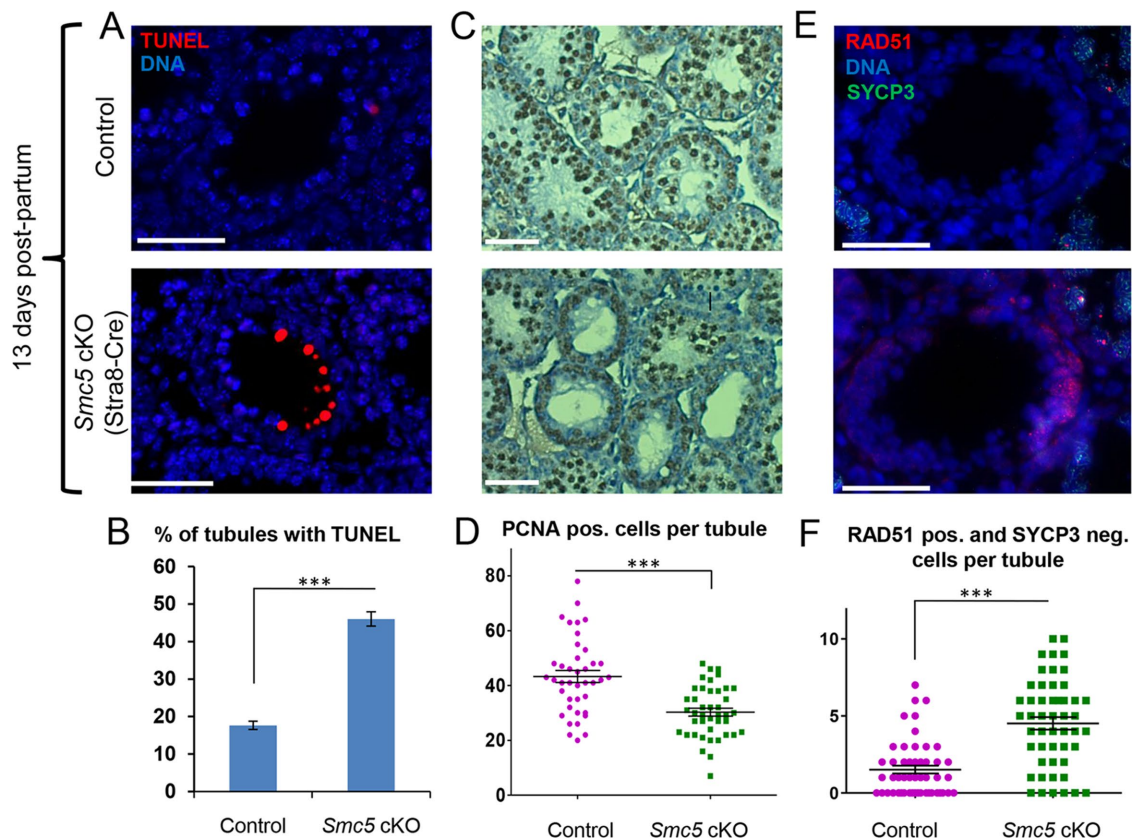 A
TUNEL
DNA
C
E
RAD51
DNA
SYCP3
13 days post-partum
Control
Smc5 cKO
(Stra8-Cre)
B
% of tubules with TUNEL
***
60
50
40
30
20
10
0
Control
Smc5 cKO
D
PCNA pos. cells per tubule
***
80
60
40
20
0
Control
Smc5 cKO
F
RAD51 pos. and SYCP3 neg.
cells per tubule
***
10
5
0
Control
Smc5 cKO